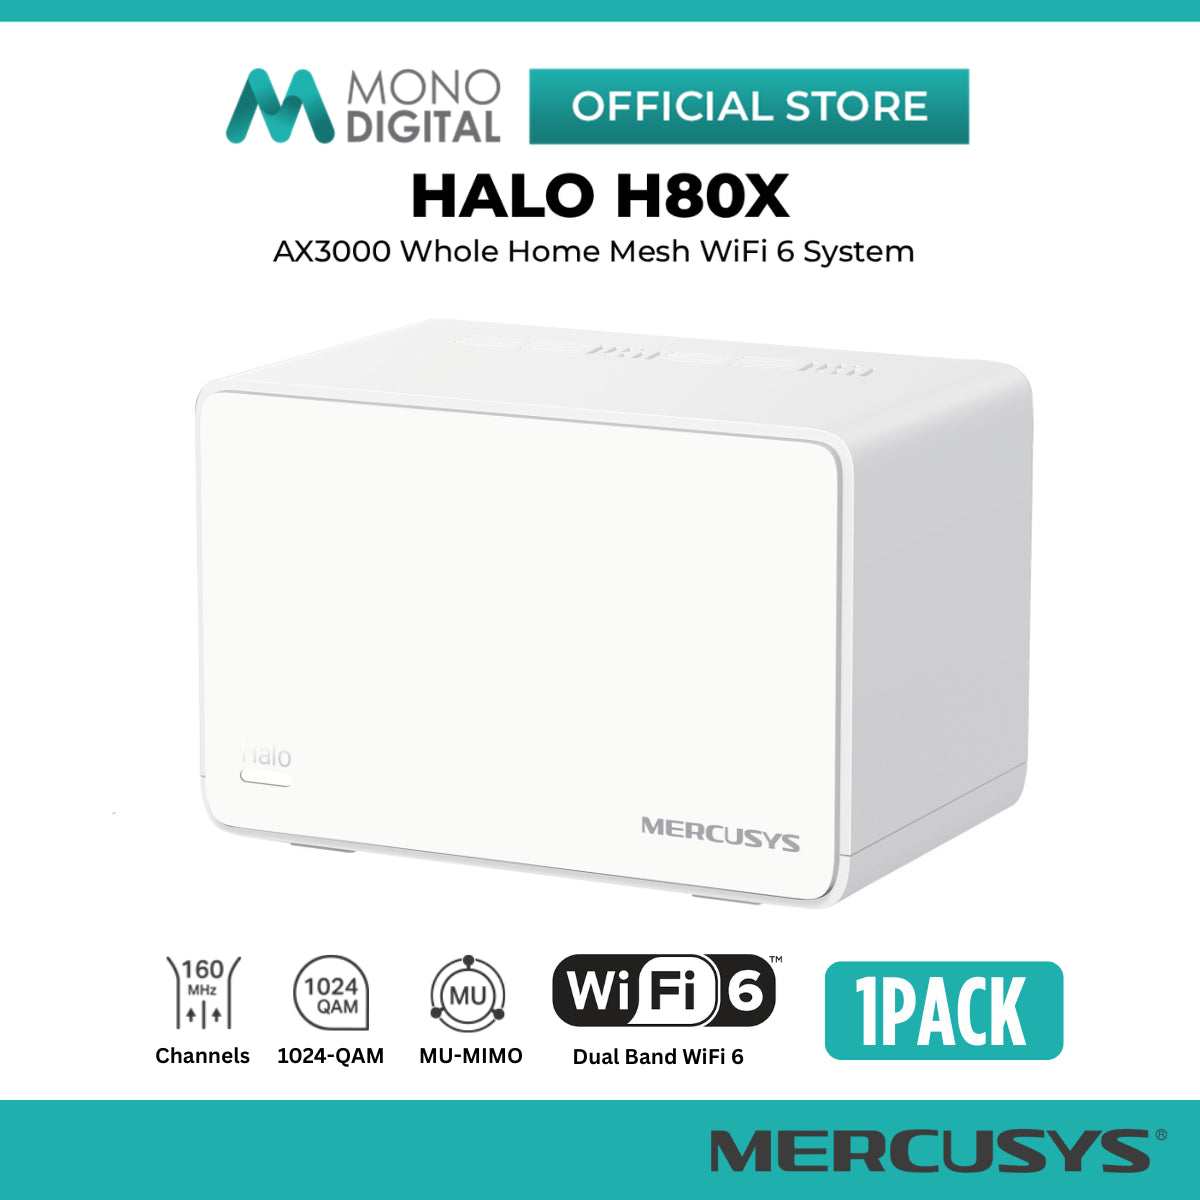 MONO
DIGITAL
OFFICIAL STORE
HALO H80X
AX3000 Whole Home Mesh WiFi 6 System
Halo
MERCUSYS
160
MHz
Channels
1024
QAM
1024-QAM
MU
MU-MIMO
Wi Fi 6™
Dual Band WiFi 6
1PACK
MERCUSYS®